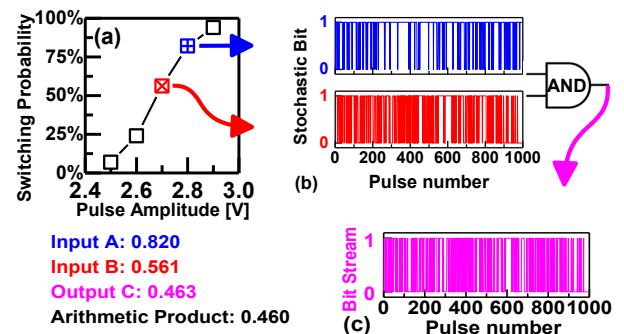 100%
75%
50%
25%
0%
Switching Probability
(a)
2.4 2.6 2.8 3.0
Pulse Amplitude [V]
Input A: 0.820
Input B: 0.561
Output C: 0.463
Arithmetic Product: 0.460
Stochastic Bit
1
0
1
0
0 200 400 600 800 1000
(b)
Pulse number
AND
Bit Stream
1
0
0 200 400 600 800 1000
(c)
Pulse number